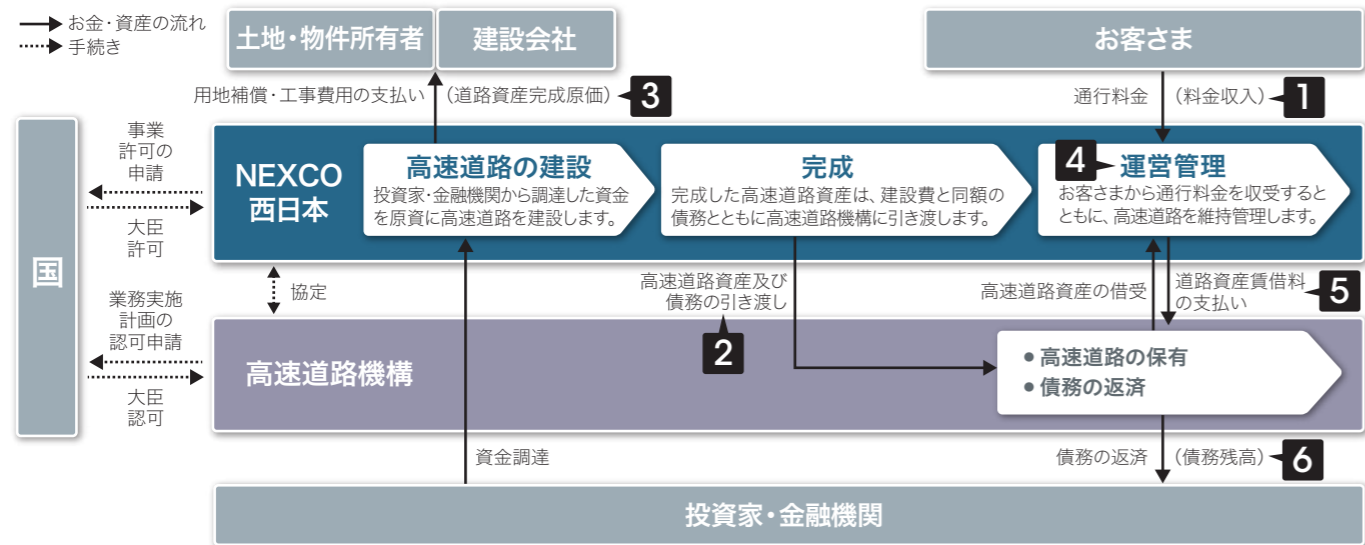 お金・資産の流れ
手続き
土地・物件所有者
建設会社
お客さま
用地補償・工事費用の支払い
(道路資産完成原価)
3
通行料金
(料金収入)
1
国
事業
許可の
申請
大臣
許可
NEXCO
西日本
高速道路の建設
投資家・金融機関から調達した資金
を原資に高速道路を建設します。
完成
完成した高速道路資産は、建設費と同額の
債務とともに高速道路機構に引き渡します。
4
運営管理
お客さまから通行料金を収受すると
ともに、高速道路を維持管理します。
協定
高速道路資産及び
債務の引き渡し
2
高速道路資産の借受
道路資産賃借料
の支払い
5
業務実施
計画の
認可申請
大臣
認可
高速道路機構
● 高速道路の保有
● 債務の返済
資金調達
債務の返済
(債務残高)
6
投資家・金融機関